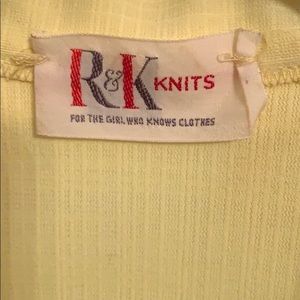 R&K KNITS
FOR THE GIRL WHO KNOWS CLOTHES